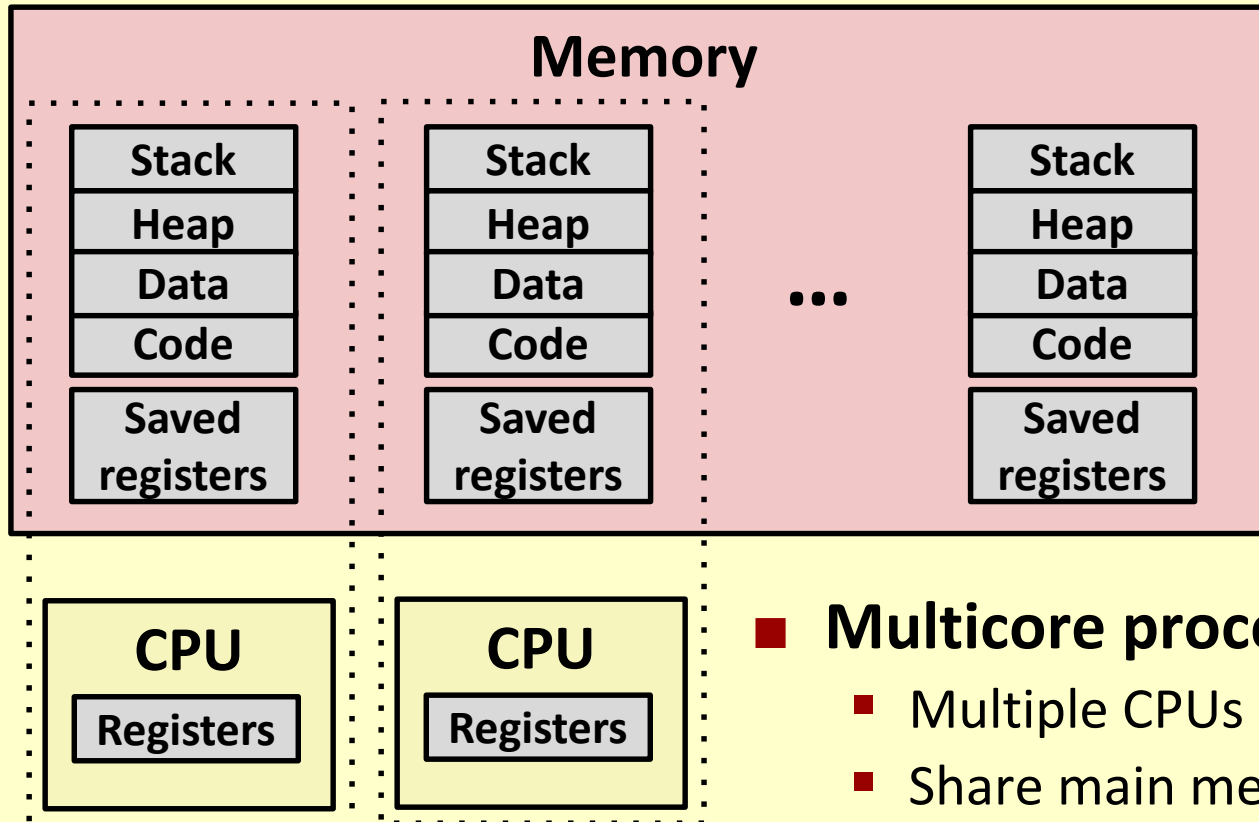 Memory
Stack
Heap
Data
Code
Saved
registers
Stack
Heap
Data
Code
Saved
registers
...
Stack
Heap
Data
Code
Saved
registers
CPU
Registers
CPU
Registers
■ Multicore
▪ Multiple CPUs
▪ Share main